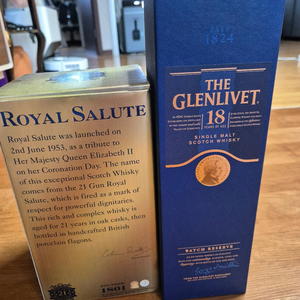 ROYAL SALUTE
Royal Salute was launched on
2nd June 1953, as a tribute to
Her Majesty Queen Elizabeth II
on her Coronation Day. The name
of this exceptional Scotch Whisky
comes from the 21 Gun Royal
Salute, which is fired as a mark of
respect for powerful dignitaries.
This rich and complex whisky is
aged for 21 years in oak casks, then
bottled in handcrafted British
porcelain flagons.
1801
1824
THE
GLENLIVET
18
YEARS OF AGE
SINGLE MALT
SCOTCH WHISKY
BATCH RESERVE